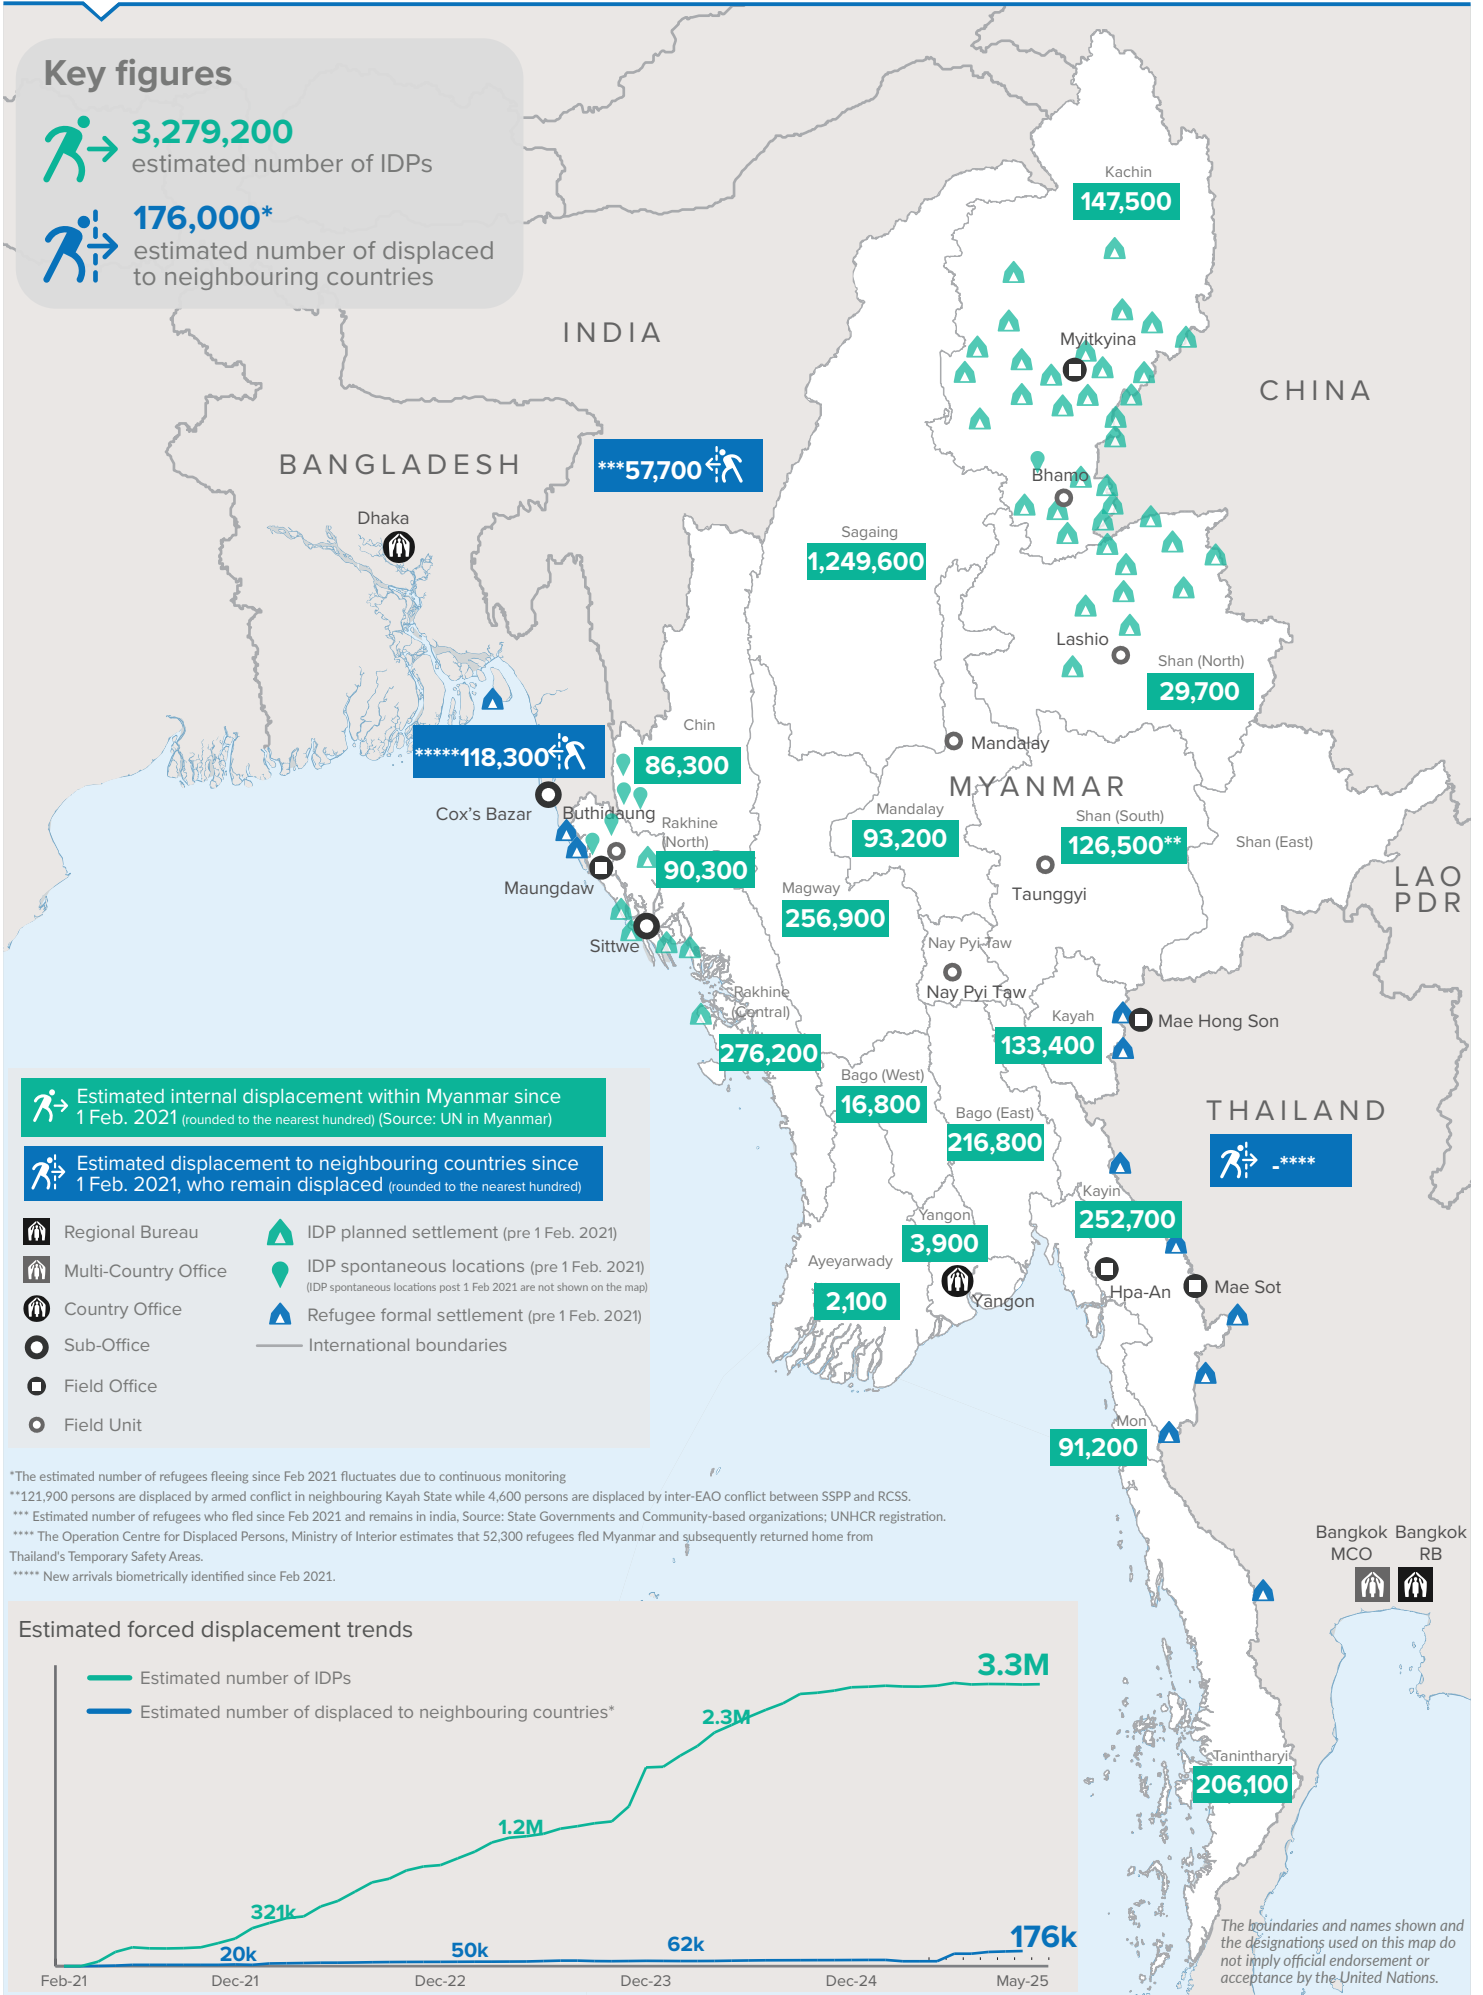 Key figures
3,279,200
estimated number of IDPs
176,000*
estimated number of displaced
to neighbouring countries
INDIA
CHINA
BANGLADESH
Dhaka
***57,700
Kachin
147,500
Myitkyina
Bhamo
Sagaing
1,249,600
Lashio
Shan (North)
29,700
Chin
86,300
*****118,300
Cox's Bazar
Buthidaung
Rakhine
(North)
90,300
Maungdaw
Sittwe
Mandalay
MYANMAR
Mandalay
93,200
Shan (South)
126,500**
Shan (East)
Taunggyi
LAO
PDR
Magway
256,900
Nay Pyi Taw
Nay Pyi Taw
Rakhine
(Central)
276,200
Kayah
133,400
Mae Hong Son
Bago (West)
16,800
Bago (East)
216,800
THAILAND
-****
Kayin
252,700
Yangon
3,900
Ayeyarwady
2,100
Yangon
Hpa-An
Mae Sot
Mon
91,200
Bangkok
MCO
Bangkok
RB
Tanintharyi
206,100
Estimated internal displacement within Myanmar since
1 Feb. 2021 (rounded to the nearest hundred) (Source: UN in Myanmar)
Estimated displacement to neighbouring countries since
1 Feb. 2021, who remain displaced (rounded to the nearest hundred)
Regional Bureau
Multi-Country Office
Country Office
Sub-Office
Field Office
Field Unit
IDP planned settlement (pre 1 Feb. 2021)
IDP spontaneous locations (pre 1 Feb. 2021)
(IDP spontaneous locations post 1 Feb 2021 are not shown on the map)
Refugee formal settlement (pre 1 Feb. 2021)
International boundaries
*The estimated number of refugees fleeing since Feb 2021 fluctuates due to continuous monitoring
**121,900 persons are displaced by armed conflict in neighbouring Kayah State while 4,600 persons are displaced by inter-EAO conflict between SSPP and RCSS.
*** Estimated number of refugees who fled since Feb 2021 and remains in india, Source: State Governments and Community-based organizations; UNHCR registration.
**** The Operation Centre for Displaced Persons, Ministry of Interior estimates that 52,300 refugees fled Myanmar and subsequently returned home from
Thailand's Temporary Safety Areas.
***** New arrivals biometrically identified since Feb 2021.
Estimated forced displacement trends
Estimated number of IDPs
Estimated number of displaced to neighbouring countries*
3.3M
2.3M
1.2M
321k
20k
50k
62k
176k
Feb-21
Dec-21
Dec-22
Dec-23
Dec-24
May-25
The boundaries and names shown and
the designations used on this map do
not imply official endorsement or
acceptance by the United Nations.